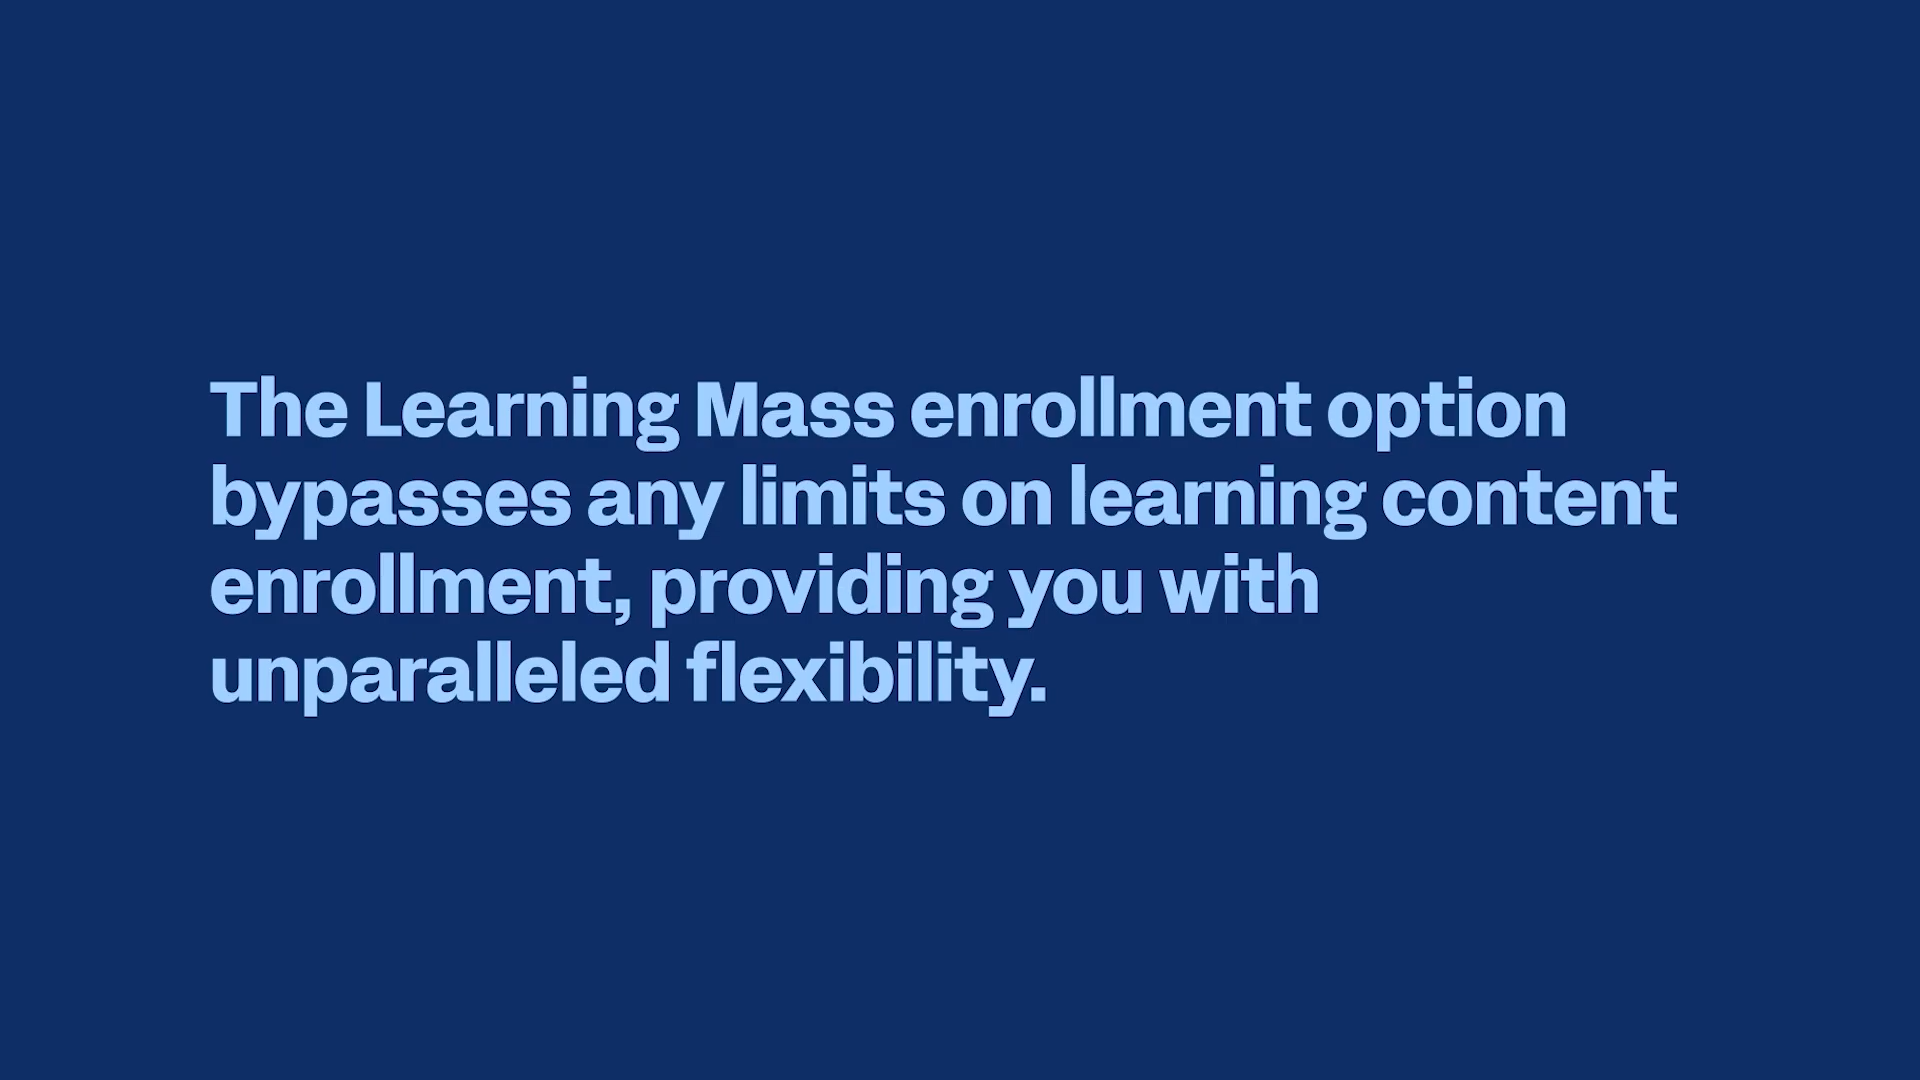 The Learning Mass enrollment option
bypasses any limits on learning content
enrollment, providing you with
unparalleled flexibility.